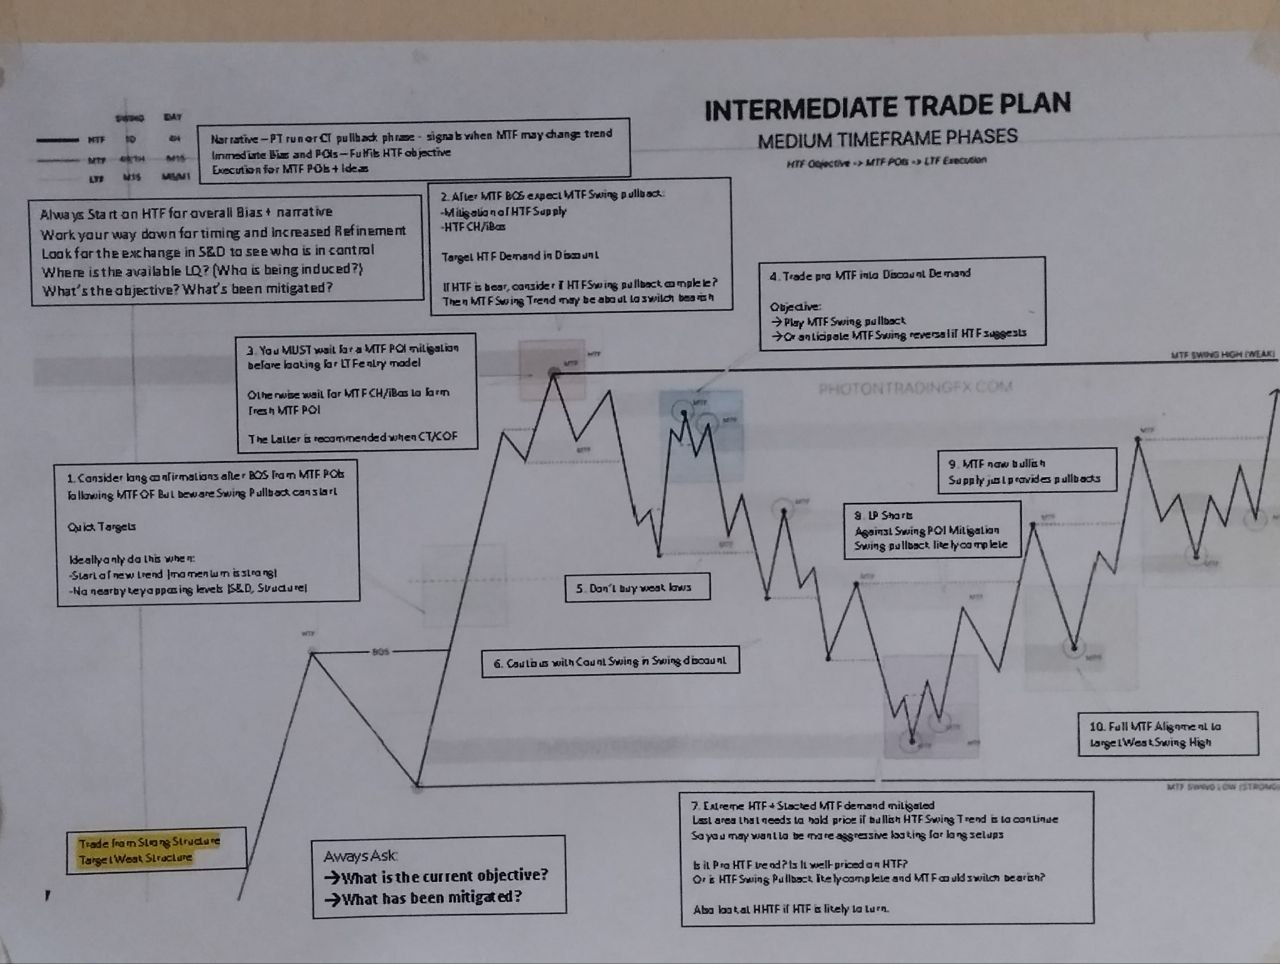 INTERMEDIATE TRADE PLAN
MEDIUM TIMEFRAME PHASES
HTF Objective -> MTF POIs -> LTF Execution
SWING DAY
HTF 1D 4H
MTF 4H/1H M15
LTF M15 M5/M1
Narrative - PT run or CT pullback phrase - signals when MTF may change trend
Immediate Bias and POIs - Fulfils HTF objective
Execution for MTF POIs + Ideas
Always Start on HTF for overall Bias + narrative
Work your way down for timing and Increased Refinement
Look for the exchange in S&D to see who is in control
Where is the available LQ? (Who is being induced?)
What's the objective? What's been mitigated?
2. After MTF BOS expect MTF Swing pullback:
-Mitigation of HTF Supply
-HTF CH/iBos
Target HTF Demand in Discount
If HTF is bear, consider if HTF Swing pullback complete?
Then MTF Swing Trend may be about to switch bearish
4. Trade pro MTF into Discount Demand
Objective:
→Play MTF Swing pullback
→Or anticipate MTF Swing reversal if HTF suggests
3. You MUST wait for a MTF POI mitigation
before looking for LTF entry model
Otherwise wait for MTF CH/iBos to form
fresh MTF POI
The Latter is recommended when CT/COF
MTF
HTF
MTF SWING HIGH (WEAK)
PHOTONTRADINGFX.COM
1. Consider long confirmations after BOS from MTF POIs
following MTF OF But beware Swing Pullback can start
Quick Targets
Ideally only do this when:
-Start of new trend (momentum is strong)
-No nearby key opposing levels (S&D, Structure)
9. MTF now bullish
Supply just provides pullbacks
8. LP Shorts
Against Swing POI Mitigation
Swing pullback likely complete
5. Don't buy weak lows
6. Cautious with Count Swing in Swing discount
MTF
BOS
10. Full MTF Alignment to
target Weak Swing High
MTF SWING LOW (STRONG)
7. Extreme HTF + Stacked MTF demand mitigated
Last area that needs to hold price if bullish HTF Swing Trend is to continue
So you may want to be more aggressive looking for long setups
Is it Pro HTF trend? Is it well-priced on HTF?
Or is HTF Swing Pullback likely complete and MTF could switch bearish?
Also look at HHTF if HTF is likely to turn.
Trade from Strong Structure
Target Weak Structure
Aways Ask:
→What is the current objective?
→What has been mitigated?